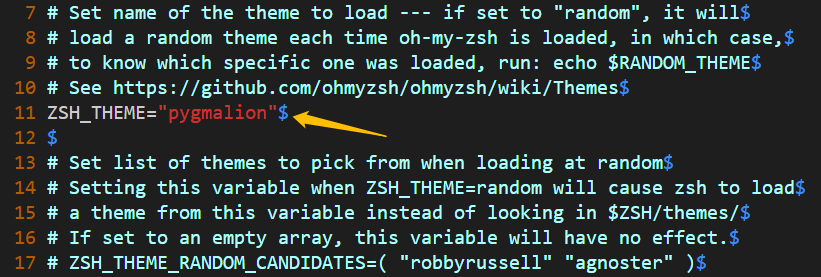 7 # Set name of the theme to load --- if set to "random", it will$
8 # load a random theme each time oh-my-zsh is loaded, in which case,$
9 # to know which specific one was loaded, run: echo $RANDOM_THEME$
10 # See https://github.com/ohmyzsh/ohmyzsh/wiki/Themes$
11 ZSH_THEME="pygmalion"$
12 $
13 # Set list of themes to pick from when loading at random$
14 # Setting this variable when ZSH_THEME=random will cause zsh to load$
15 # a theme from this variable instead of looking in $ZSH/themes/$
16 # If set to an empty array, this variable will have no effect.$
17 # ZSH_THEME_RANDOM_CANDIDATES=( "robbyrussell" "agnoster" )$